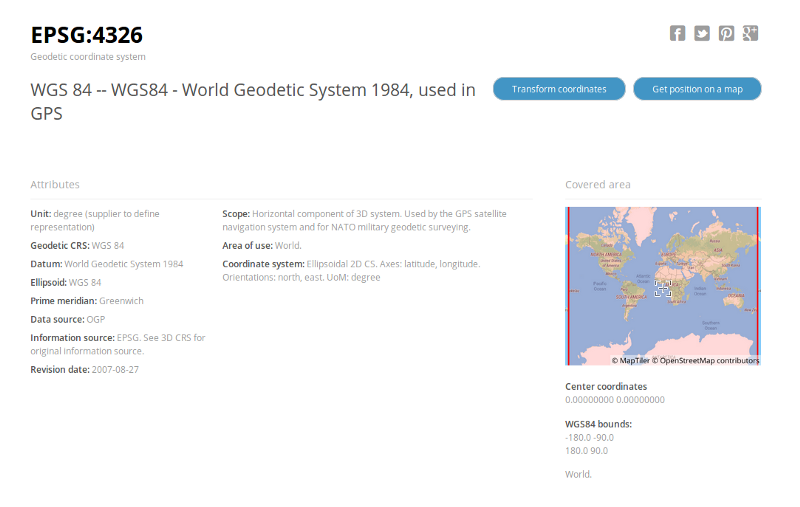 EPSG:4326
Geodetic coordinate system
WGS 84 -- WGS84 - World Geodetic System 1984, used in
GPS
Transform coordinates
Get position on a map
Attributes
Unit: degree (supplier to define
representation)
Geodetic CRS: WGS 84
Datum: World Geodetic System 1984
Ellipsoid: WGS 84
Prime meridian: Greenwich
Data source: OGP
Information source: EPSG. See 3D CRS for
original information source.
Revision date: 2007-08-27
Scope: Horizontal component of 3D system. Used by the GPS satellite
navigation system and for NATO military geodetic surveying.
Area of use: World.
Coordinate system: Ellipsoidal 2D CS. Axes: latitude, longitude.
Orientations: north, east. UoM: degree
Covered area
© MapTiler © OpenStreetMap contributors
Center coordinates
0.00000000 0.00000000
WGS84 bounds:
-180.0 -90.0
180.0 90.0
World.